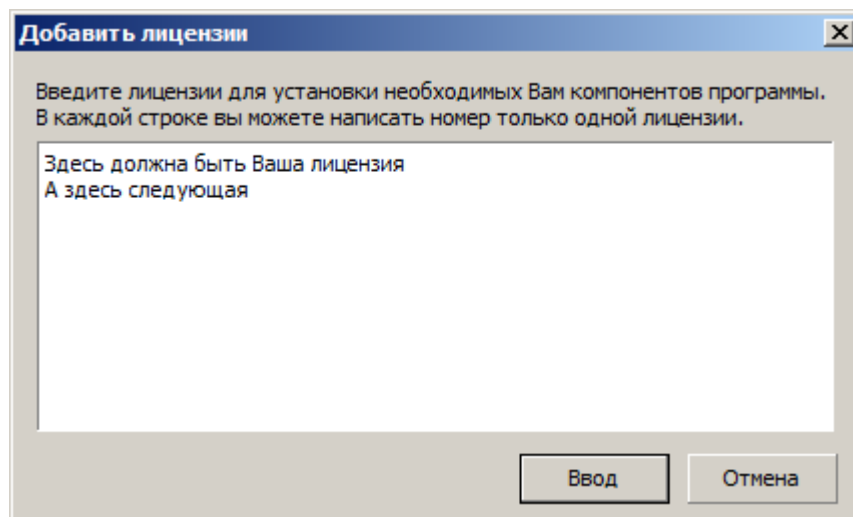 Добавить лицензии
Введите лицензии для установки необходимых Вам компонентов программы.
В каждой строке вы можете написать номер только одной лицензии.
Здесь должна быть Ваша лицензия
А здесь следующая
Ввод
Отмена